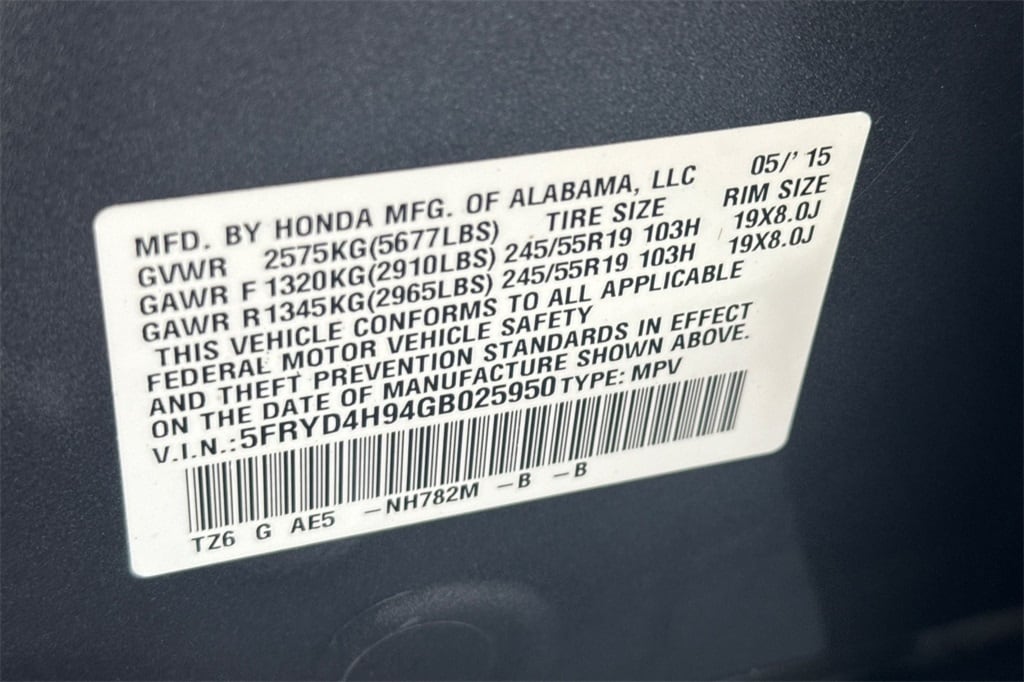 MFD. BY HONDA MFG. OF ALABAMA, LLC 05/' 15
GVWR 2575KG(5677LBS) TIRE SIZE RIM SIZE
GAWR F 1320KG(2910LBS) 245/55R19 103H 19X8.0J
GAWR R 1345KG(2965LBS) 245/55R19 103H 19X8.0J
THIS VEHICLE CONFORMS TO ALL APPLICABLE
FEDERAL MOTOR VEHICLE SAFETY
AND THEFT PREVENTION STANDARDS IN EFFECT
ON THE DATE OF MANUFACTURE SHOWN ABOVE.
V.I.N.:5FRYD4H94GB025950 TYPE: MPV
TZ6 G AE5 -NH782M -B -B